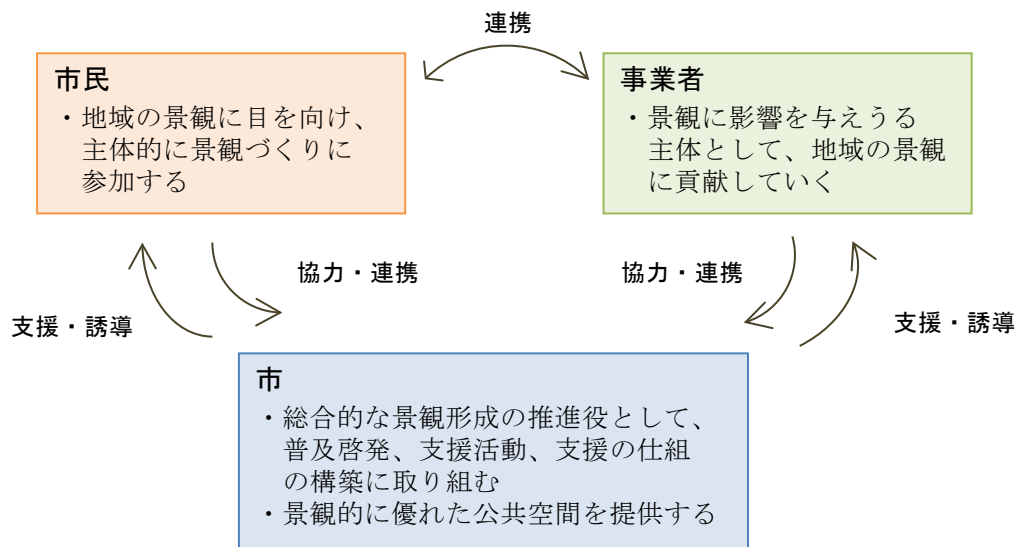 連携
市民
・地域の景観に目を向け、
主体的に景観づくりに
参加する
事業者
・景観に影響を与えうる
主体として、地域の景観
に貢献していく
協力・連携
協力・連携
支援・誘導
支援・誘導
市
・総合的な景観形成の推進役として、
普及啓発、支援活動、支援の仕組
の構築に取り組む
・景観的に優れた公共空間を提供する